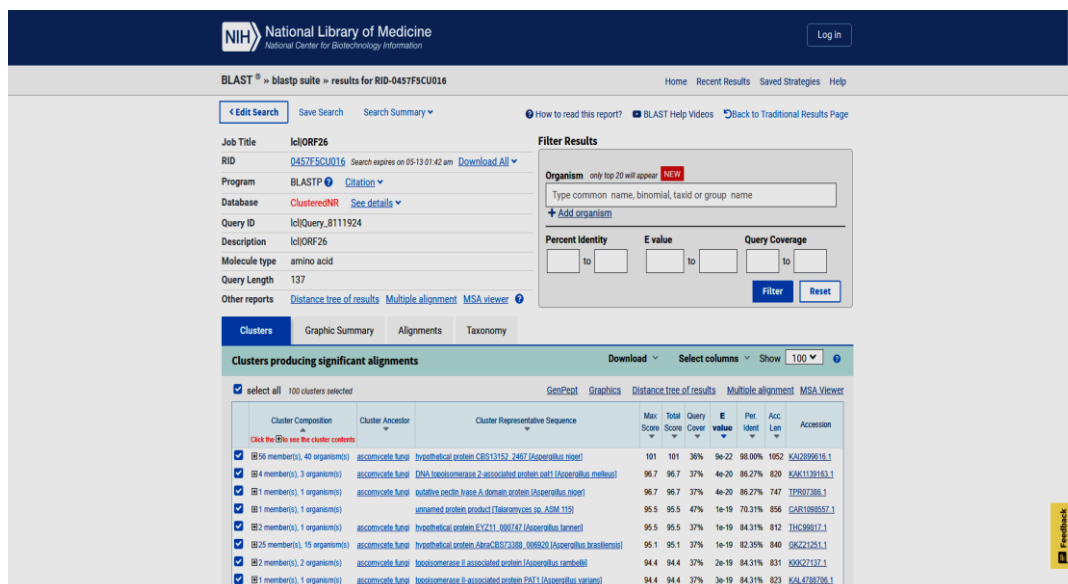 NIH National Library of Medicine
National Center for Biotechnology Information
Log in
BLAST ® » blastp suite » results for RID-0457F5CU016
Home Recent Results Saved Strategies Help
< Edit Search Save Search Search Summary
How to read this report? BLAST Help Videos Back to Traditional Results Page
Job Title lcl|ORF26
RID 0457F5CU016 Search expires on 05-13 01:42 am Download All
Program BLASTP Citation
Database ClusteredNR See details
Query ID lcl|Query_8111924
Description lcl|ORF26
Molecule type amino acid
Query Length 137
Other reports Distance tree of results Multiple alignment MSA viewer
Filter Results
Organism only top 20 will appear NEW
Type common name, binomial, taxid or group name
+ Add organism
Percent Identity E value Query Coverage
to to to
Filter Reset
Clusters Graphic Summary Alignments Taxonomy
Clusters producing significant alignments Download Select columns Show 100
select all 100 clusters selected GenPept Graphics Distance tree of results Multiple alignment MSA Viewer
Cluster Composition Cluster Ancestor Cluster Representative Sequence Max Score Total Score Query Cover E value Per. Ident Acc. Len Accession
Click the to see the cluster contents
56 member(s), 40 organism(s) ascomycete fungi hypothetical protein CBS13152_2467 [Aspergillus niger] 101 101 36% 9e-22 98.00% 1052 KAI2899616.1
4 member(s), 3 organism(s) ascomycete fungi DNA topoisomerase 2-associated protein pat1 [Aspergillus melleus] 96.7 96.7 37% 4e-20 86.27% 820 KAK1139163.1
1 member(s), 1 organism(s) ascomycete fungi putative pectin lyase A domain protein [Aspergillus niger] 96.7 96.7 37% 4e-20 86.27% 747 TPR07386.1
1 member(s), 1 organism(s) unnamed protein product [Talaromyces sp. ASM 115] 95.5 95.5 47% 1e-19 70.31% 856 CAR1098557.1
2 member(s), 1 organism(s) ascomycete fungi hypothetical protein EYZ11_000747 [Aspergillus tanneri] 95.5 95.5 37% 1e-19 84.31% 812 THC99817.1
25 member(s), 15 organism(s) ascomycete fungi hypothetical protein AbraCBS73388_006920 [Aspergillus brasiliensis] 95.1 95.1 37% 1e-19 82.35% 840 GKZ21251.1
2 member(s), 2 organism(s) ascomycete fungi topoisomerase II associated protein [Aspergillus rambellii] 94.4 94.4 37% 2e-19 84.31% 831 KKK27137.1
1 member(s), 1 organism(s) ascomycete fungi topoisomerase II-associated protein PAT1 [Aspergillus varians] 94.4 94.4 37% 3e-19 84.31% 823 KAL4788706.1
Feedback